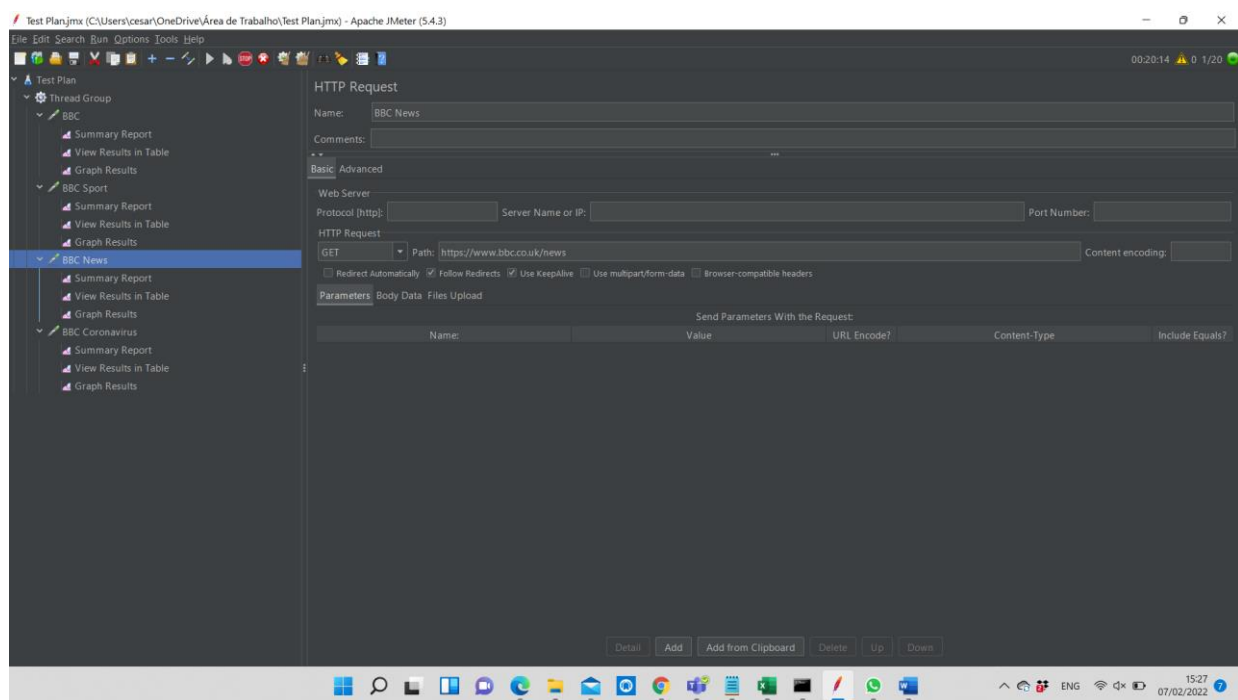 Test Plan.jmx (C:\Users\cesar\OneDrive\Área de Trabalho\Test Plan.jmx) - Apache JMeter (5.4.3)
File Edit Search Run Options Tools Help
00:20:14 0 1/20
Test Plan
Thread Group
BBC
Summary Report
View Results in Table
Graph Results
BBC Sport
Summary Report
View Results in Table
Graph Results
BBC News
Summary Report
View Results in Table
Graph Results
BBC Coronavirus
Summary Report
View Results in Table
Graph Results
HTTP Request
Name: BBC News
Comments:
Basic Advanced
Web Server
Protocol [http]: Server Name or IP: Port Number:
HTTP Request
GET Path: https://www.bbc.co.uk/news Content encoding:
Redirect Automatically Follow Redirects Use KeepAlive Use multipart/form-data Browser-compatible headers
Parameters Body Data Files Upload
Send Parameters With the Request:
Name: Value URL Encode? Content-Type Include Equals?
Detail Add Add from Clipboard Delete Up Down
ENG 15:27 7
07/02/2022